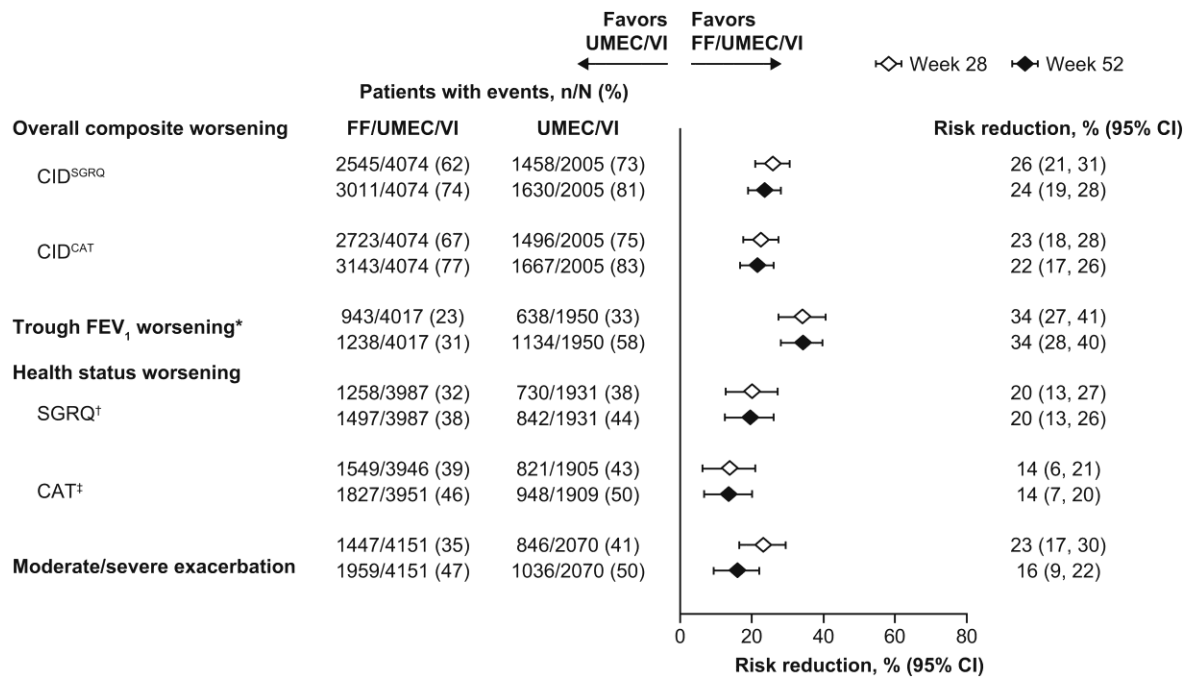 Favors UMEC/VI
Favors FF/UMEC/VI
Week 28 Week 52
Patients with events, n/N (%)
Overall composite worsening FF/UMEC/VI UMEC/VI Risk reduction, % (95% CI)
CID^SGRQ
2545/4074 (62) 1458/2005 (73) 26 (21, 31)
3011/4074 (74) 1630/2005 (81) 24 (19, 28)
CID^CAT
2723/4074 (67) 1496/2005 (75) 23 (18, 28)
3143/4074 (77) 1667/2005 (83) 22 (17, 26)
Trough FEV₁ worsening*
943/4017 (23) 638/1950 (33) 34 (27, 41)
1238/4017 (31) 1134/1950 (58) 34 (28, 40)
Health status worsening
SGRQ†
1258/3987 (32) 730/1931 (38) 20 (13, 27)
1497/3987 (38) 842/1931 (44) 20 (13, 26)
CAT‡
1549/3946 (39) 821/1905 (43) 14 (6, 21)
1827/3951 (46) 948/1909 (50) 14 (7, 20)
Moderate/severe exacerbation
1447/4151 (35) 846/2070 (41) 23 (17, 30)
1959/4151 (47) 1036/2070 (50) 16 (9, 22)
0 20 40 60 80
Risk reduction, % (95% CI)